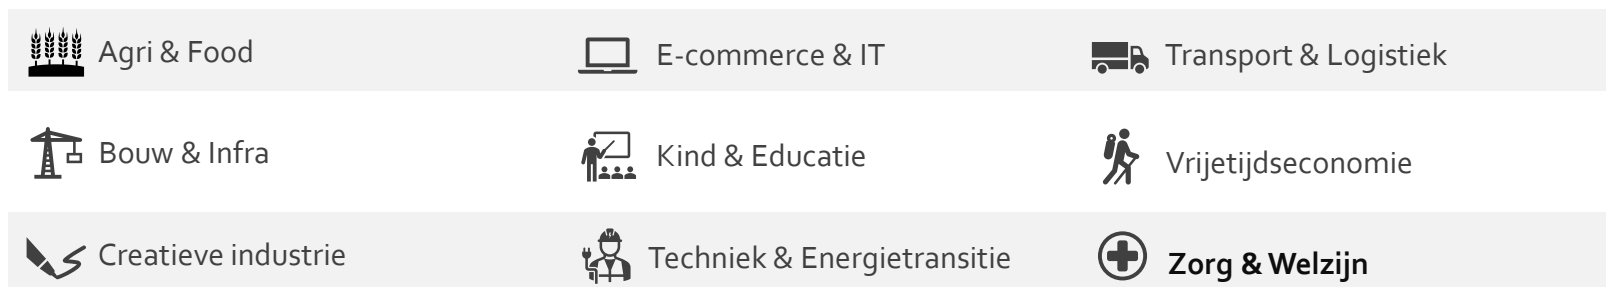 Agri & Food
E-commerce & IT
Transport & Logistiek
Bouw & Infra
Kind & Educatie
Vrijetijdseconomie
Creatieve industrie
Techniek & Energietransitie
Zorg & Welzijn